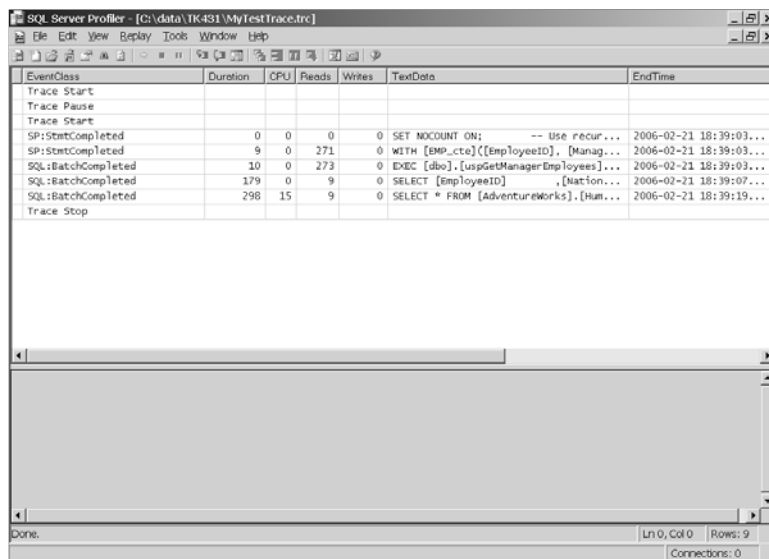 SQL Server Profiler - [C:\data\TK431\MyTestTrace.trc]
File Edit View Replay Tools Window Help
EventClass Duration CPU Reads Writes TextData EndTime
Trace Start
Trace Pause
Trace Start
SP:StmtCompleted 0 0 0 0 SET NOCOUNT ON; -- Use recur... 2006-02-21 18:39:03...
SP:StmtCompleted 9 0 271 0 WITH [EMP_cte]([EmployeeID], [Manag... 2006-02-21 18:39:03...
SQL:BatchCompleted 10 0 273 0 EXEC [dbo].[uspGetManagerEmployees]... 2006-02-21 18:39:03...
SQL:BatchCompleted 179 0 9 0 SELECT [EmployeeID] ,[Nation... 2006-02-21 18:39:07...
SQL:BatchCompleted 298 15 9 0 SELECT * FROM [AdventureWorks].[Hum... 2006-02-21 18:39:19...
Trace Stop
Done. Ln 0, Col 0 Rows: 9
Connections: 0